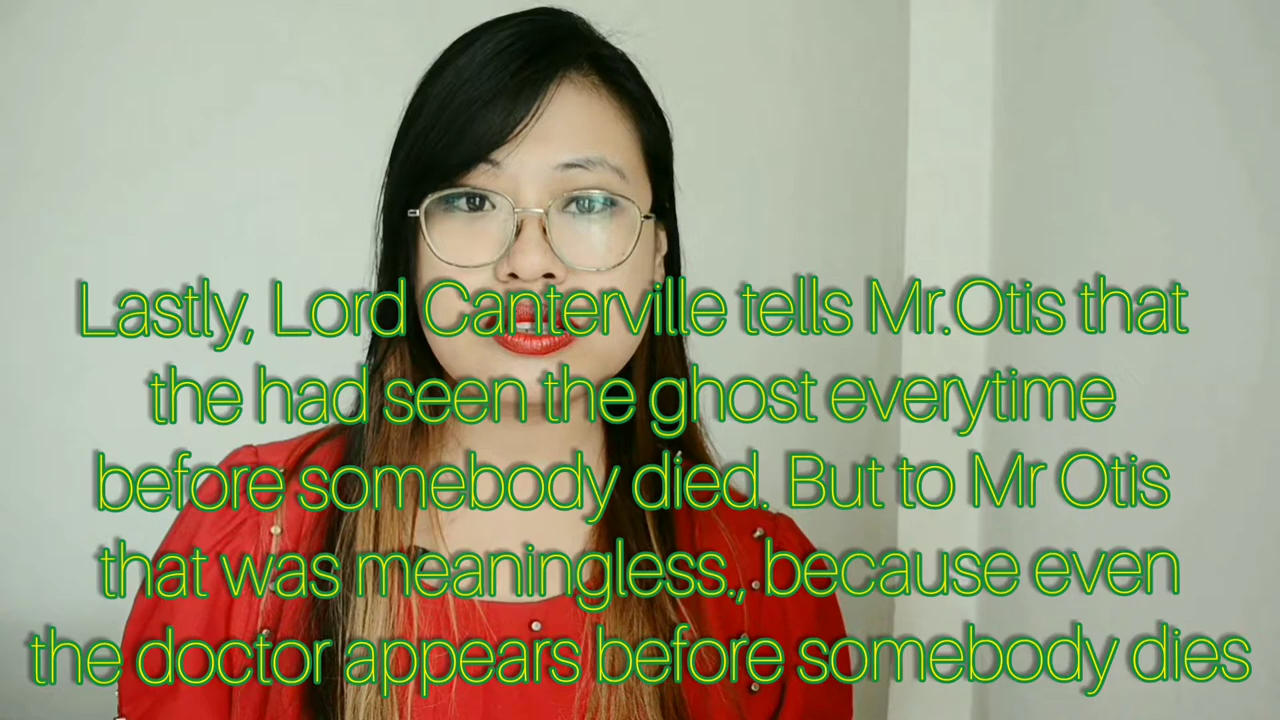 Lastly, Lord Canterville tells Mr.Otis that
the had seen the ghost everytime
before somebody died. But to Mr Otis
that was meaningless., because even
the doctor appears before somebody dies